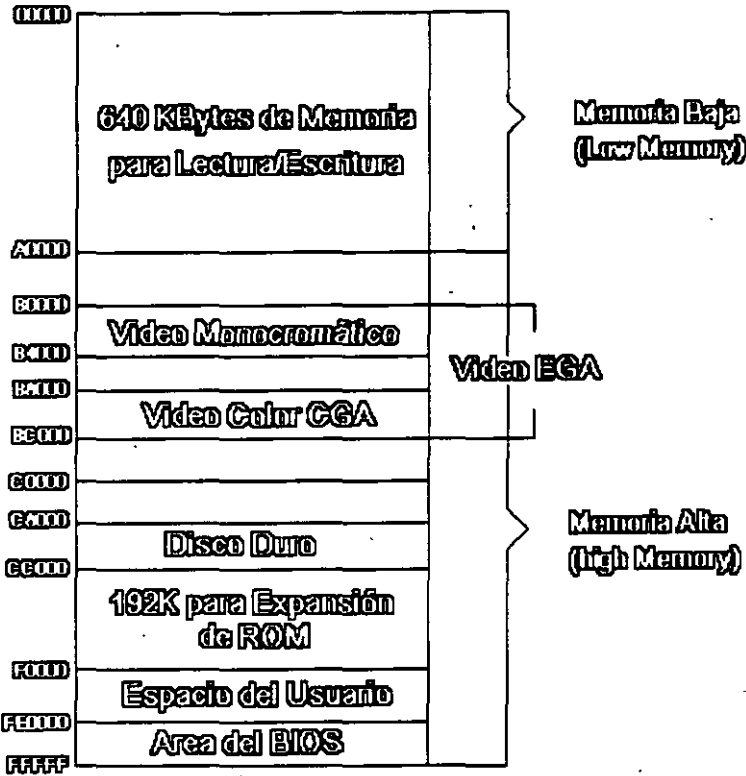 00000
640 KBytes de Memoria
para Lectura/Escritura
Memoria Baja
(Low Memory)
A0000
B0000
Video Monocromático
B4000
Video EGA
B8000
Video Color CGA
BC000
C0000
C8000
Disco Duro
Memoria Alta
(high Memory)
CC000
192K para Expansión
de ROM
F0000
Espacio del Usuario
FE0000
Area del BIOS
FFFFF